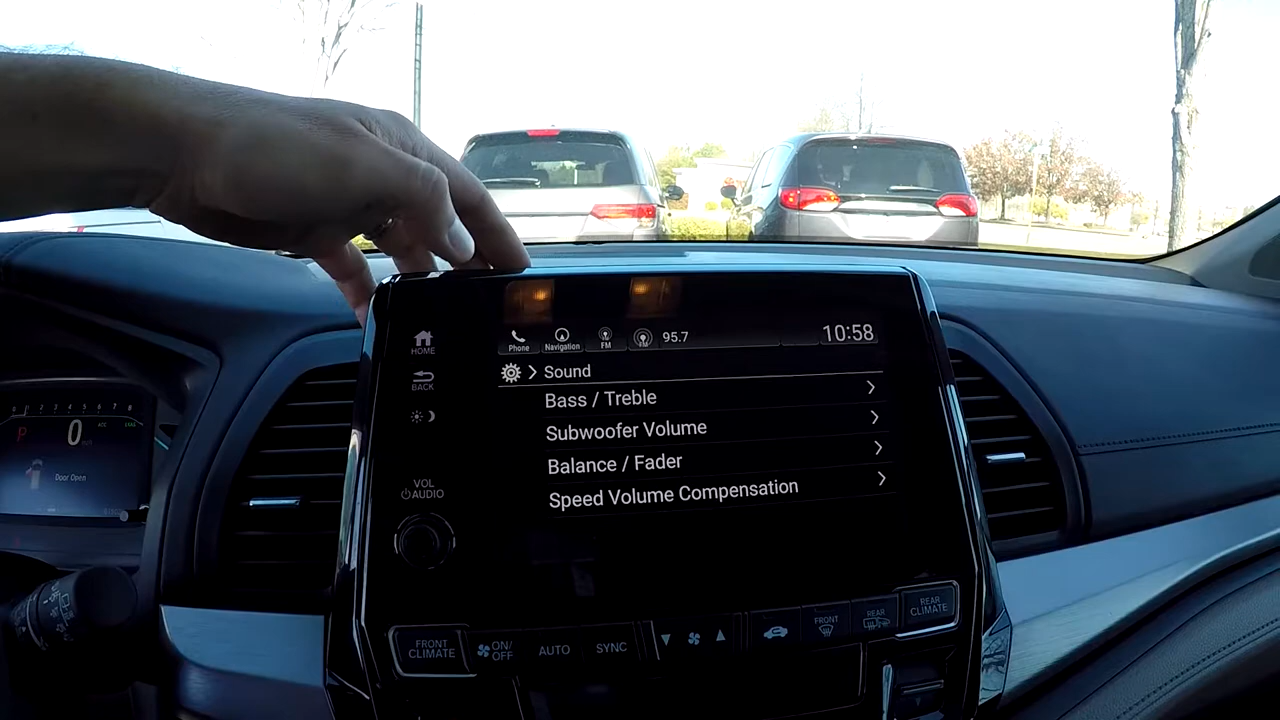 HOME
BACK
VOL
AUDIO
Phone
Navigation
FM
FM
95.7
10:58
Sound
Bass / Treble
Subwoofer Volume
Balance / Fader
Speed Volume Compensation
P
0
Door Open
FRONT
CLIMATE
ON/
OFF
AUTO
SYNC
FRONT
REAR
REAR
CLIMATE